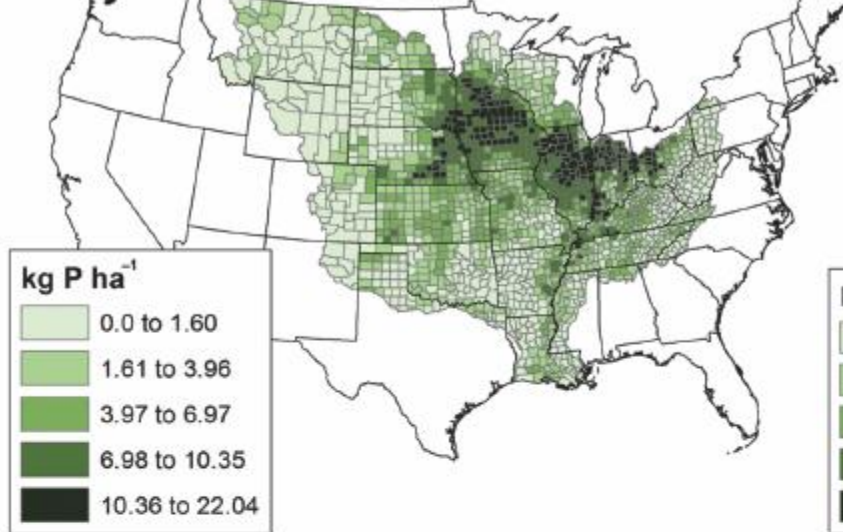 kg P ha⁻¹
0.0 to 1.60
1.61 to 3.96
3.97 to 6.97
6.98 to 10.35
10.36 to 22.04